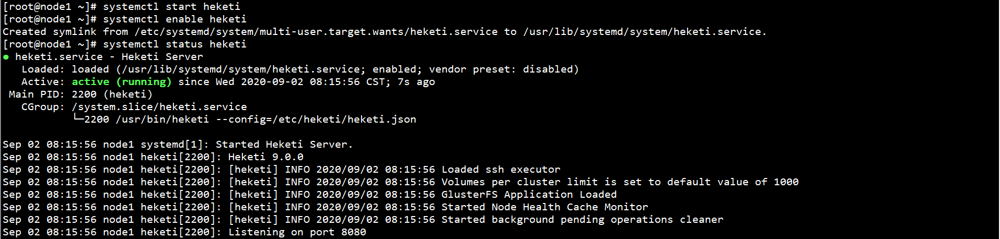 [root@node1 ~]# systemctl start heketi
[root@node1 ~]# systemctl enable heketi
Created symlink from /etc/systemd/system/multi-user.target.wants/heketi.service to /usr/lib/systemd/system/heketi.service.
[root@node1 ~]# systemctl status heketi
● heketi.service - Heketi Server
   Loaded: loaded (/usr/lib/systemd/system/heketi.service; enabled; vendor preset: disabled)
   Active: active (running) since Wed 2020-09-02 08:15:56 CST; 7s ago
 Main PID: 2200 (heketi)
   CGroup: /system.slice/heketi.service
           └─2200 /usr/bin/heketi --config=/etc/heketi/heketi.json

Sep 02 08:15:56 node1 systemd[1]: Started Heketi Server.
Sep 02 08:15:56 node1 heketi[2200]: Heketi 9.0.0
Sep 02 08:15:56 node1 heketi[2200]: [heketi] INFO 2020/09/02 08:15:56 Loaded ssh executor
Sep 02 08:15:56 node1 heketi[2200]: [heketi] INFO 2020/09/02 08:15:56 Volumes per cluster limit is set to default value of 1000
Sep 02 08:15:56 node1 heketi[2200]: [heketi] INFO 2020/09/02 08:15:56 GlusterFS Application Loaded
Sep 02 08:15:56 node1 heketi[2200]: [heketi] INFO 2020/09/02 08:15:56 Started Node Health Cache Monitor
Sep 02 08:15:56 node1 heketi[2200]: [heketi] INFO 2020/09/02 08:15:56 Started background pending operations cleaner
Sep 02 08:15:56 node1 heketi[2200]: Listening on port 8080